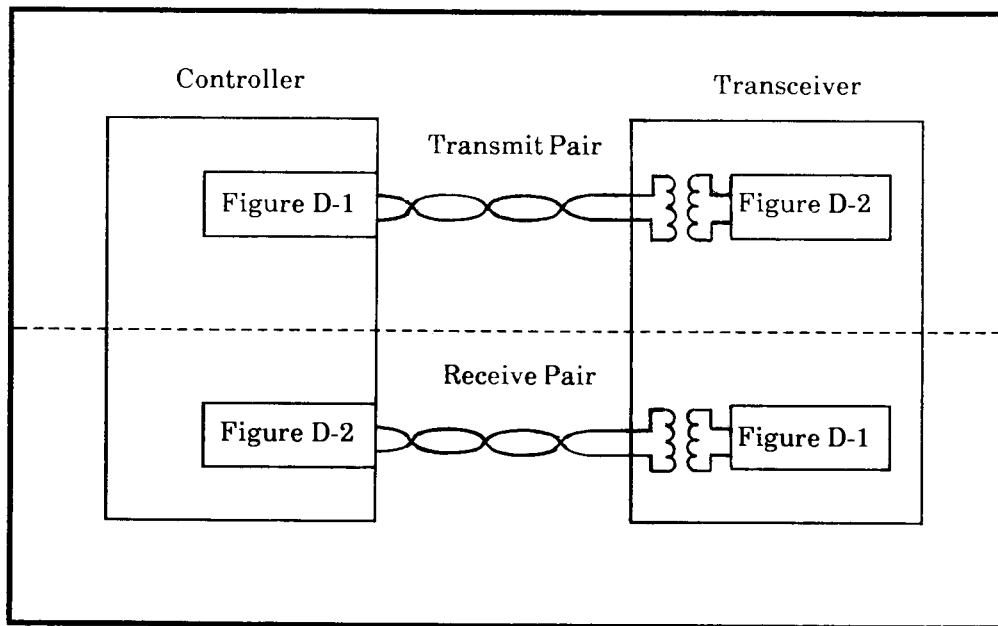 Controller
Transceiver
Transmit Pair
Figure D-1
Figure D-2
Receive Pair
Figure D-2
Figure D-1